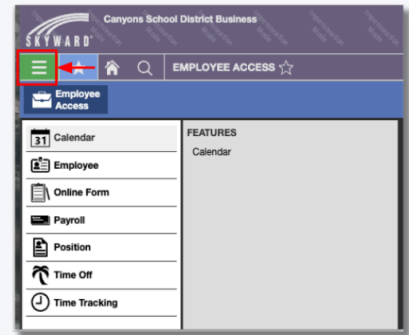 Canyons School District Business
SKYWARD
EMPLOYEE ACCESS
Employee
Access
31 Calendar
Employee
Online Form
Payroll
Position
Time Off
Time Tracking
FEATURES
Calendar